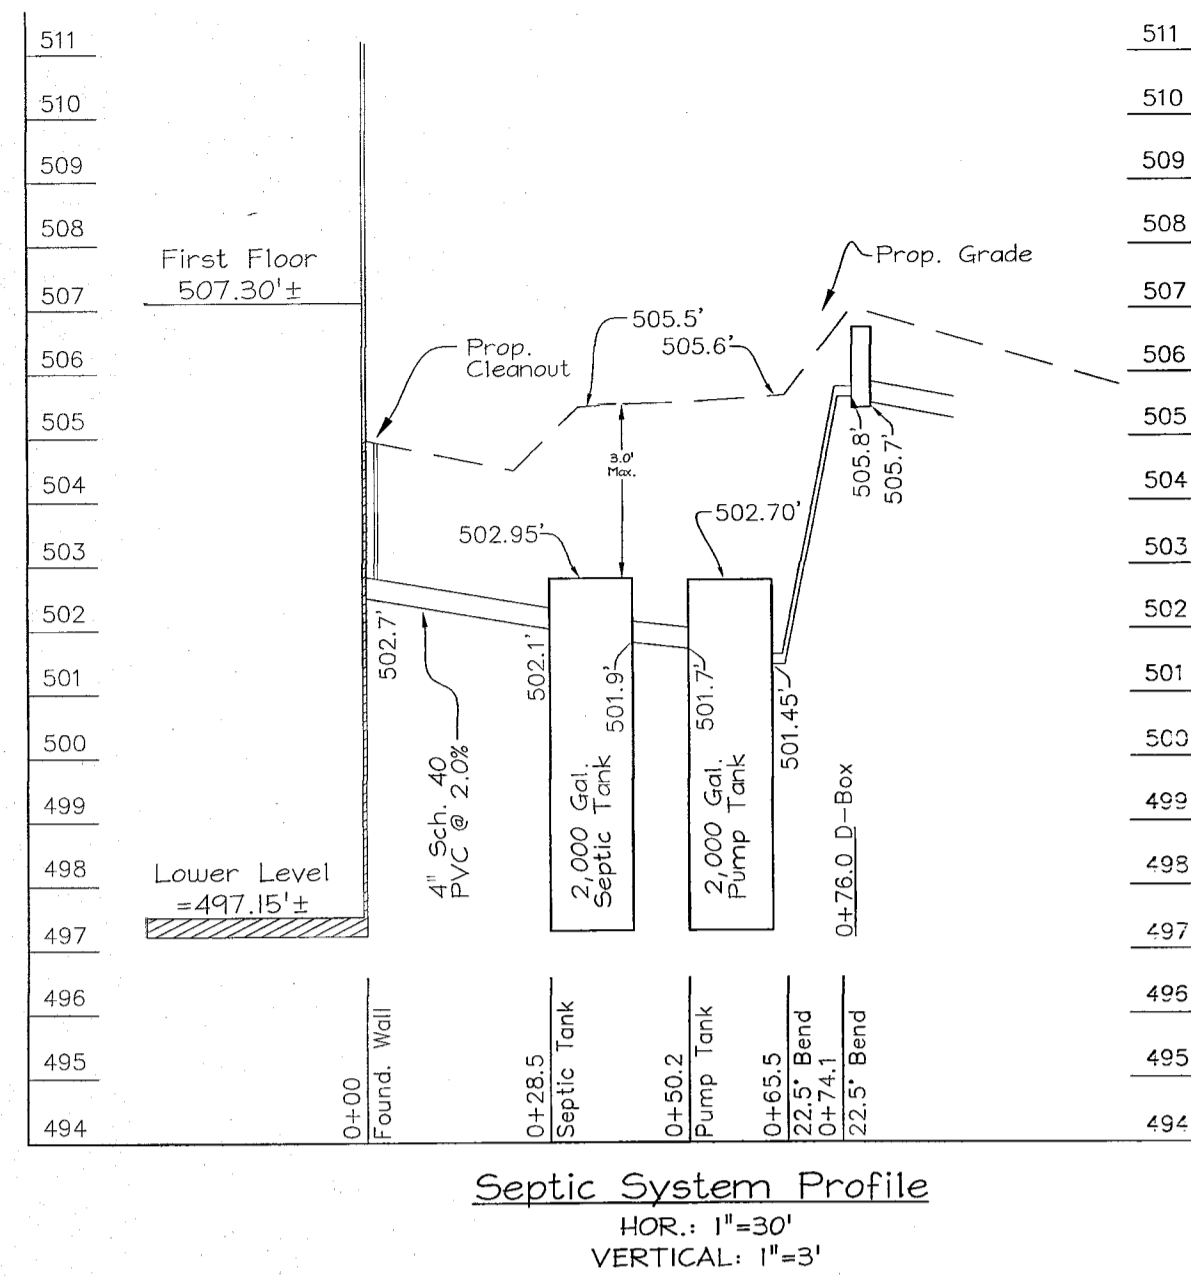 511
510
509
508
507
506
505
504
503
502
501
500
499
498
497
496
495
494
First Floor
507.30'±
Prop.
Cleanout
505.5'
505.6'
Prop. Grade
3.0'
Max.
502.95'
502.70'
505.8'
505.7'
502.7'
502.1'
501.9'
501.7'
501.45'
4" Sch. 40
PVC @ 2.0%
2,000 Gal.
Septic Tank
2,000 Gal.
Pump Tank
0+76.0 D-Box
Lower Level
=497.15'±
0+00
Found. Wall
0+28.5
Septic Tank
0+50.2
Pump Tank
0+65.5
22.5° Bend
0+74.1
22.5° Bend
511
510
509
508
507
506
505
504
503
502
501
500
499
498
497
496
495
494
Septic System Profile
HOR.: 1"=30'
VERTICAL: 1"=3'